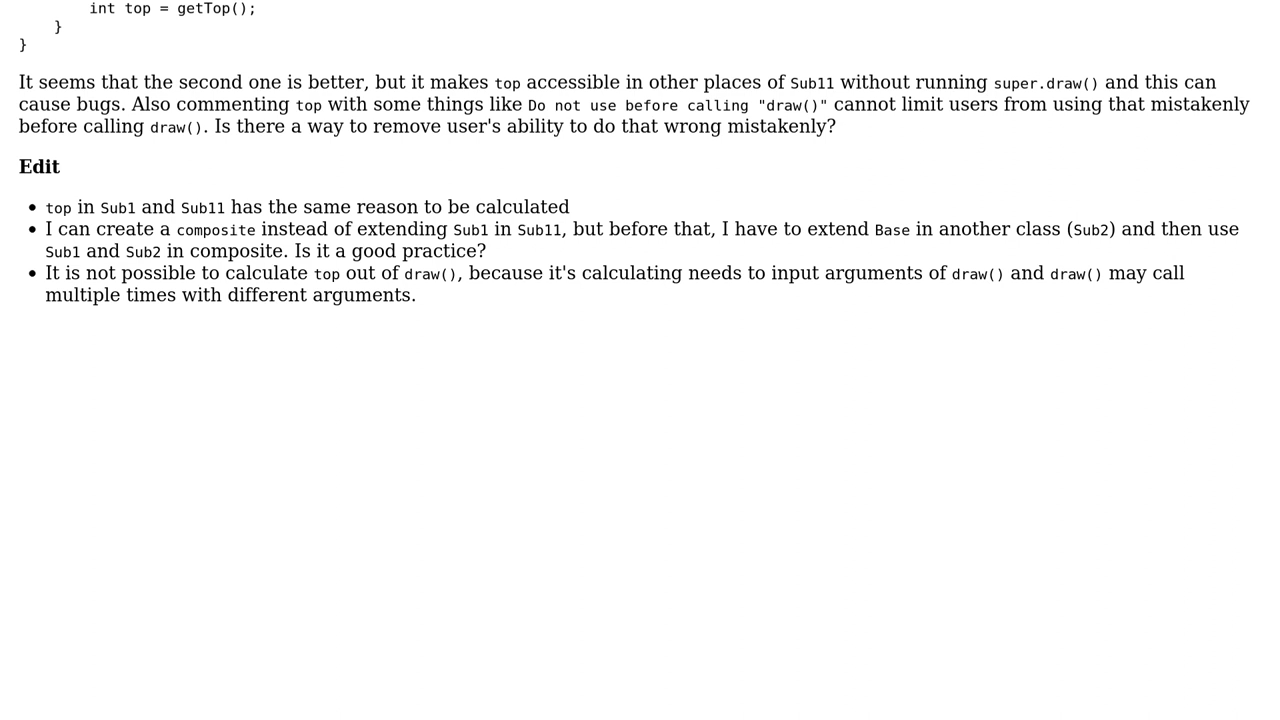 int top = getTop();
}
}
It seems that the second one is better, but it makes top accessible in other places of Sub11 without running super.draw() and this can
cause bugs. Also commenting top with some things like Do not use before calling "draw()" cannot limit users from using that mistakenly
before calling draw(). Is there a way to remove user's ability to do that wrong mistakenly?
Edit
• top in Sub1 and Sub11 has the same reason to be calculated
• I can create a composite instead of extending Sub1 in Sub11, but before that, I have to extend Base in another class (Sub2) and then use
Sub1 and Sub2 in composite. Is it a good practice?
• It is not possible to calculate top out of draw(), because it's calculating needs to input arguments of draw() and draw() may call
multiple times with different arguments.